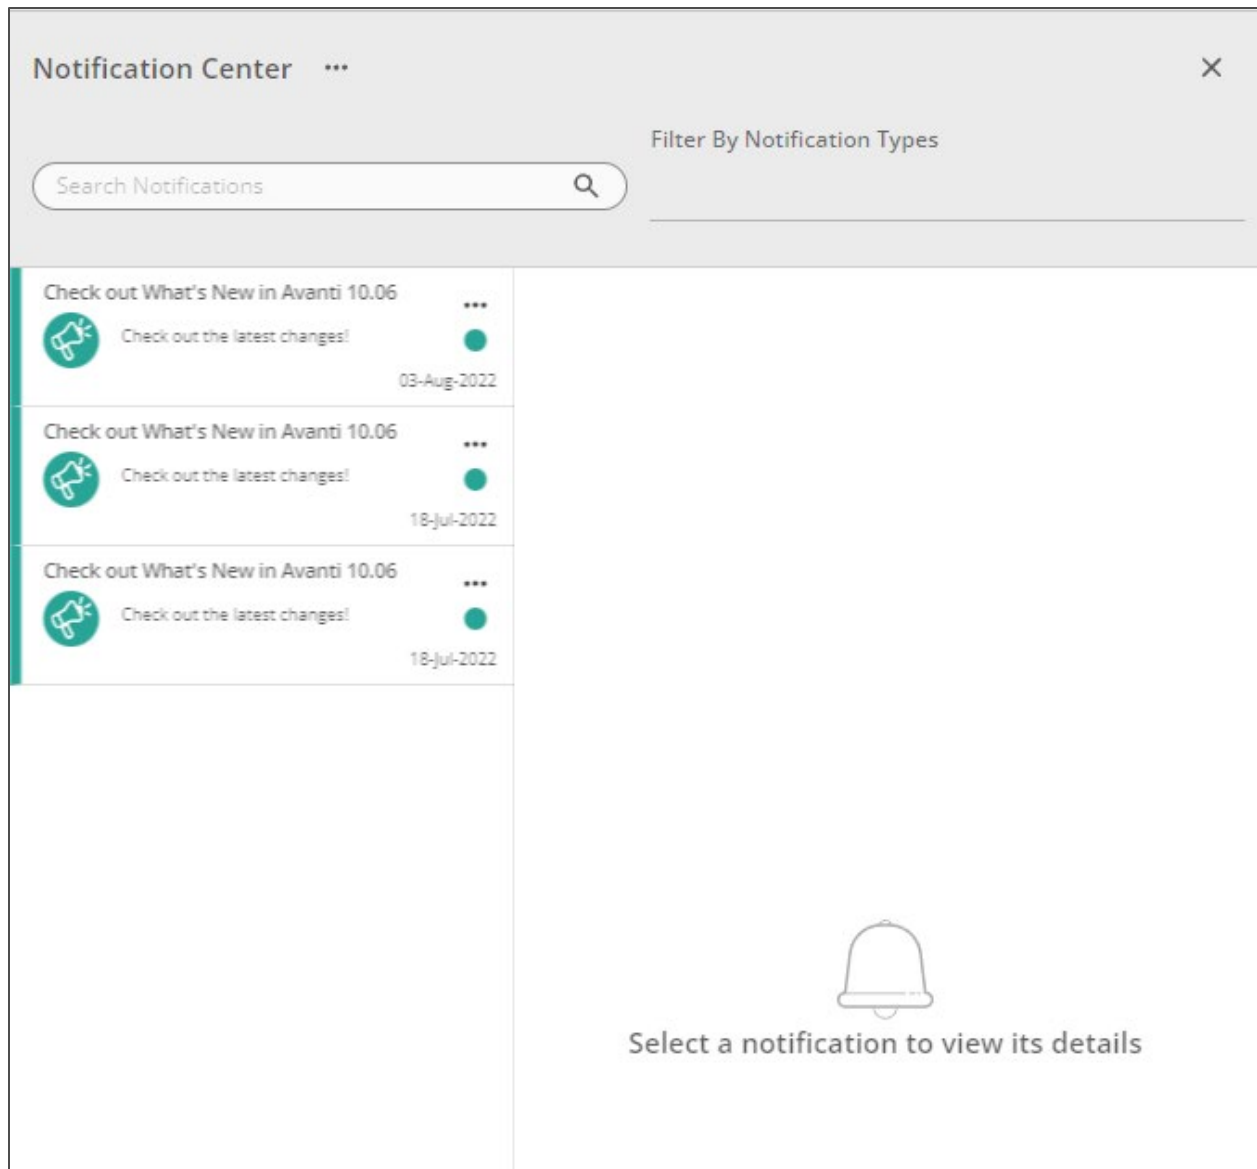 Notification Center
Filter By Notification Types
Search Notifications
Check out What's New in Avanti 10.06
Check out the latest changes!
03-Aug-2022
Check out What's New in Avanti 10.06
Check out the latest changes!
18-Jul-2022
Check out What's New in Avanti 10.06
Check out the latest changes!
18-Jul-2022
Select a notification to view its details